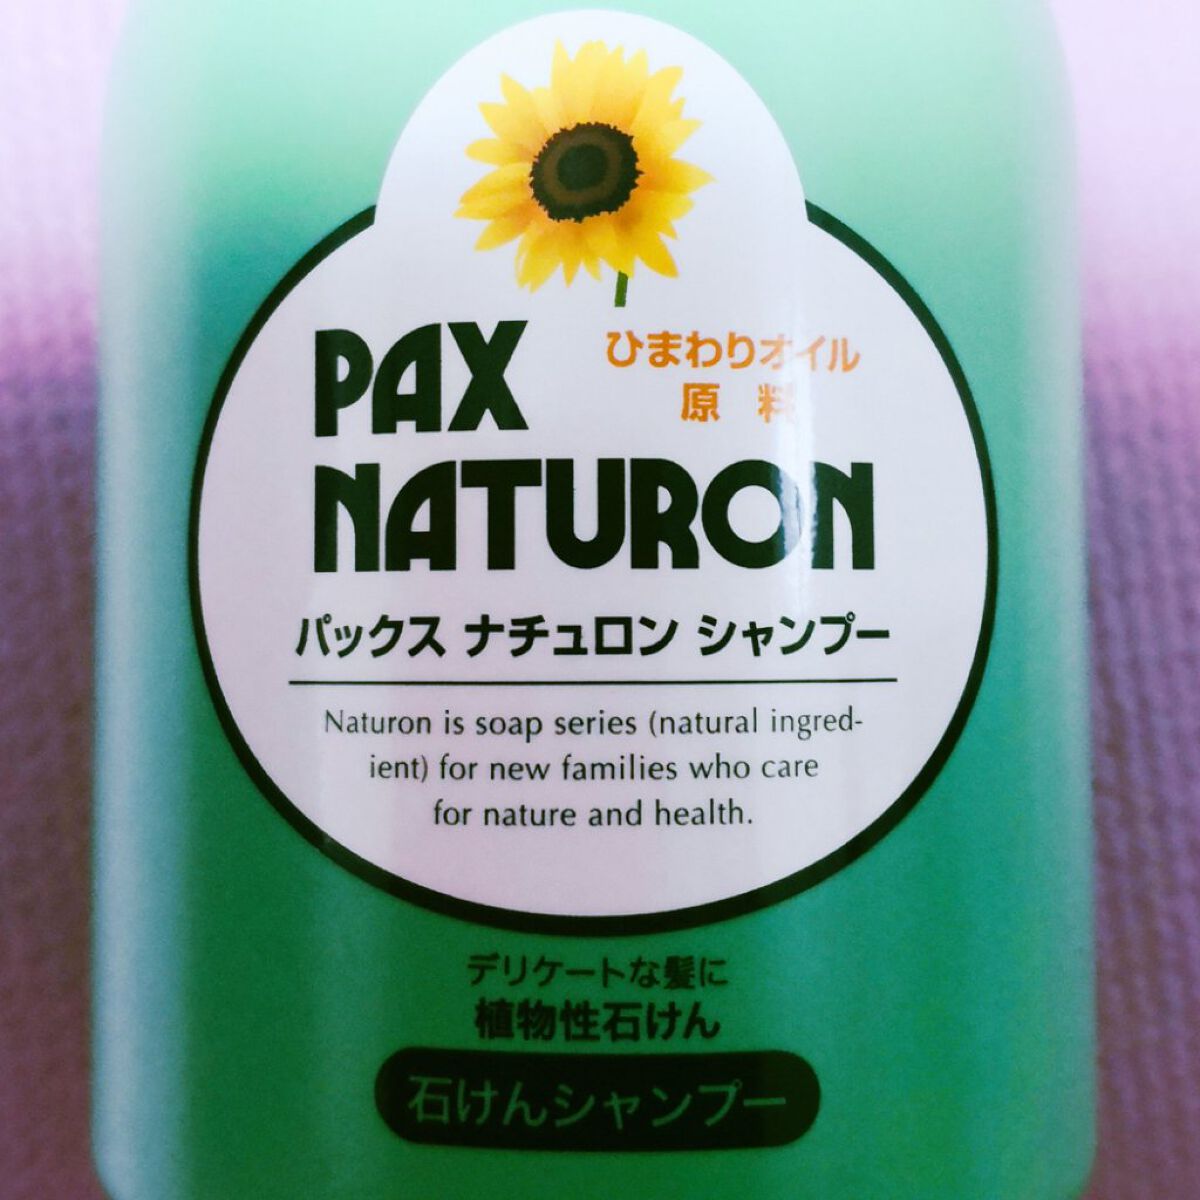 PAX
ひまわりオイル
原料
NATURON
パックス ナチュロン シャンプー
Naturon is soap series (natural ingred-
ient) for new families who care
for nature and health.
デリケートな髪に
植物性石けん
石けんシャンプー